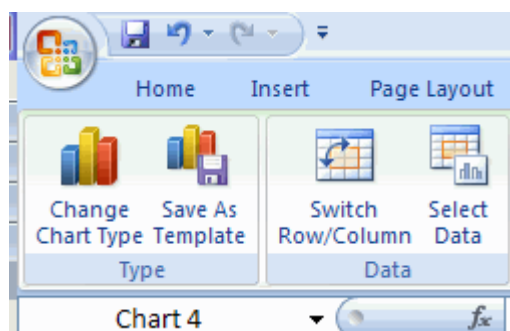 Home Insert Page Layout
Change Save As Switch Select
Chart Type Template Row/Column Data
Type Data
Chart 4 fx